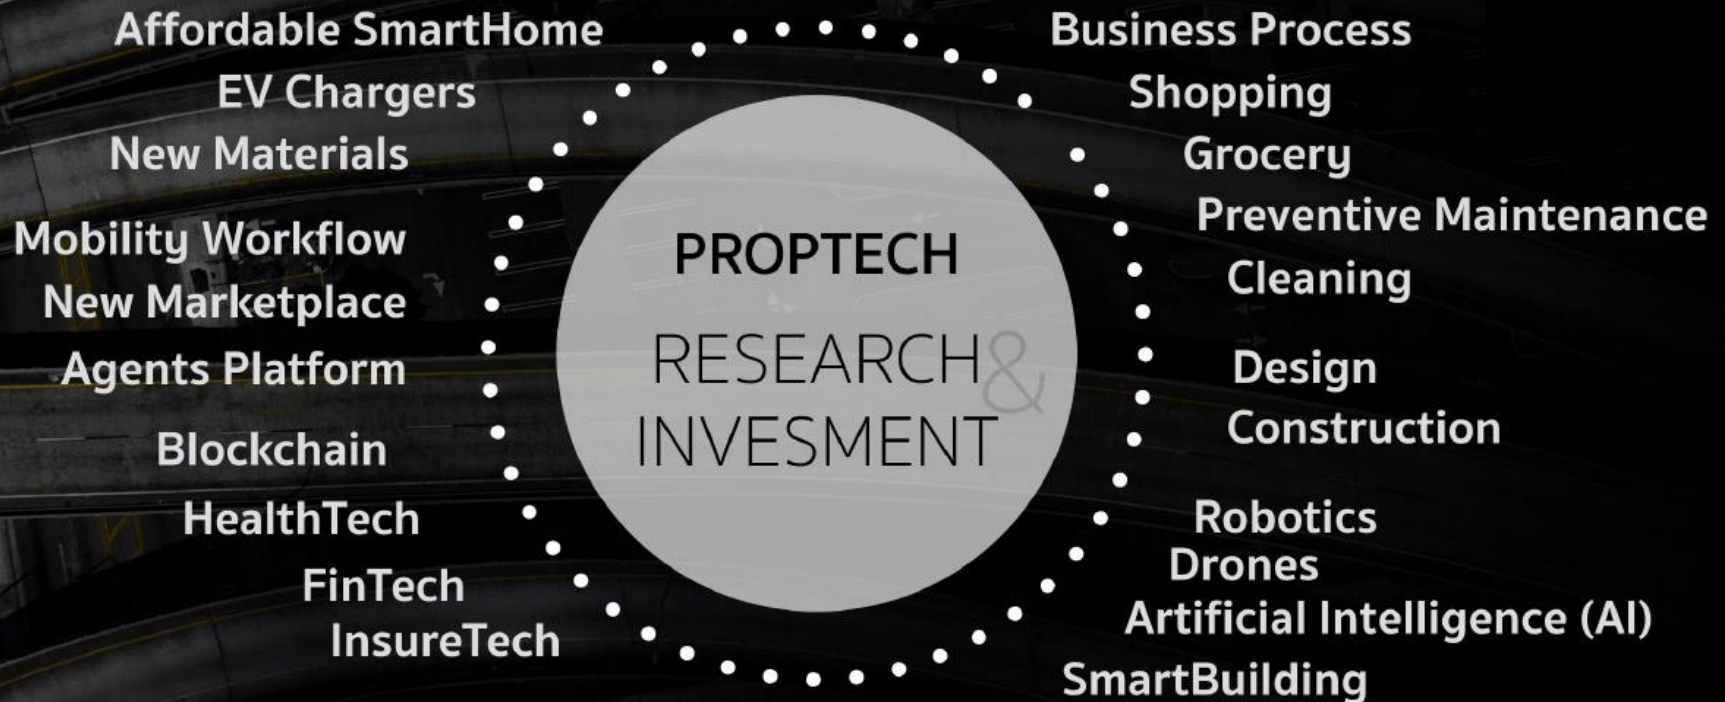 Affordable SmartHome
EV Chargers
New Materials
Mobility Workflow
New Marketplace
Agents Platform
Blockchain
HealthTech
FinTech
InsureTech
PROPTECH
RESEARCH &
INVESMENT
Business Process
Shopping
Grocery
Preventive Maintenance
Cleaning
Design
Construction
Robotics
Drones
Artificial Intelligence (AI)
SmartBuilding